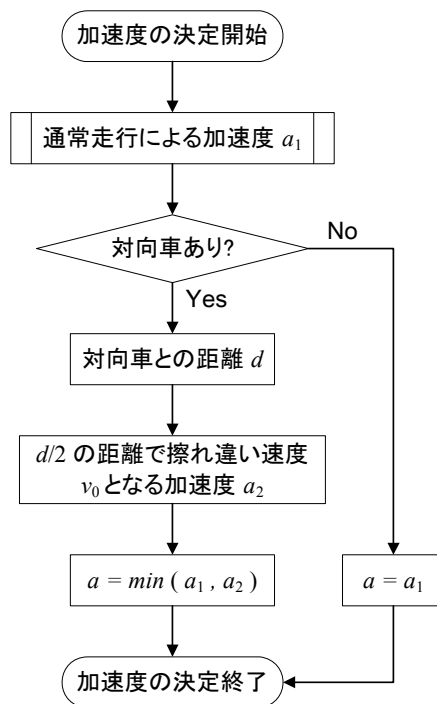 加速度の決定開始
通常走行による加速度 a₁
対向車あり?
No
Yes
対向車との距離 d
d/2 の距離で擦れ違い速度
v₀ となる加速度 a₂
a = min ( a₁ , a₂ )
a = a₁
加速度の決定終了